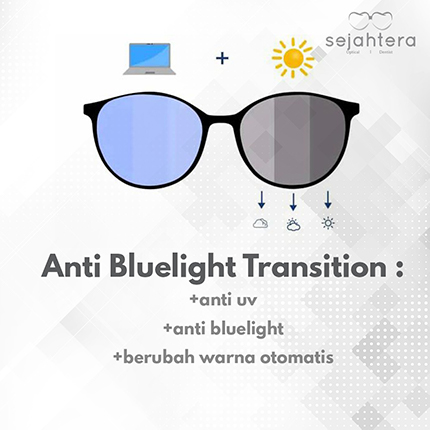 sejahtera
+
Anti Bluelight Transition :
+anti uv
+anti bluelight
+berubah warna otomatis